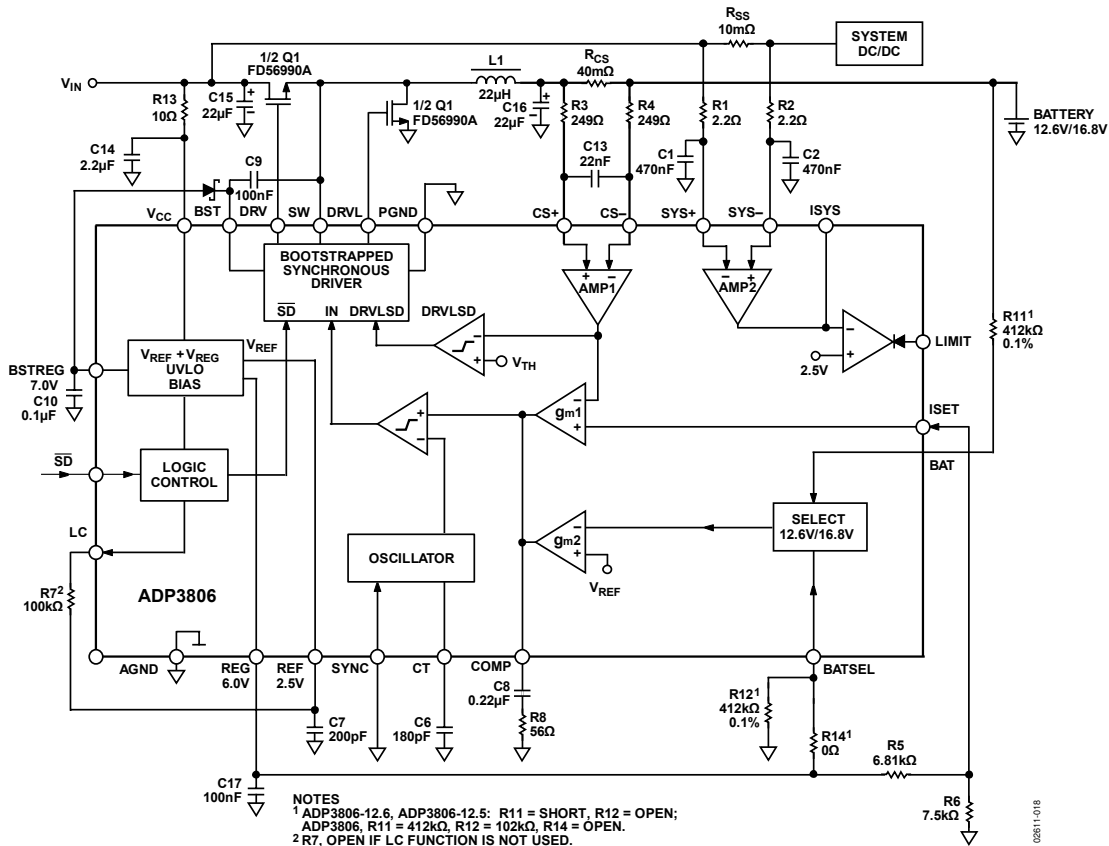 RSS
10mΩ
SYSTEM
DC/DC
1/2 Q1
FD56990A
L1
22µH
RCS
40mΩ
VIN
R13
10Ω
C15
22µF
+
–
1/2 Q1
FD56990A
C16
22µF
+
–
R3
249Ω
R4
249Ω
R1
2.2Ω
R2
2.2Ω
BATTERY
12.6V/16.8V
C14
2.2µF
C9
100nF
C13
22nF
C1
470nF
C2
470nF
VCC
BST
DRV
SW
DRVL
PGND
CS+
CS–
SYS+
SYS–
ISYS
BOOTSTRAPPED
SYNCHRONOUS
DRIVER
SD
IN
DRVLSD
DRVLSD
+
–
AMP1
–
+
AMP2
R11¹
412kΩ
0.1%
–
+
2.5V
LIMIT
–
+
VTH
VREF + VREG
UVLO
BIAS
VREF
BSTREG
7.0V
C10
0.1µF
+
–
–
gm1
+
ISET
BAT
SD
LOGIC
CONTROL
LC
SELECT
12.6V/16.8V
OSCILLATOR
–
gm2
+
VREF
R7²
100kΩ
ADP3806
AGND
REG
6.0V
REF
2.5V
SYNC
CT
COMP
BATSEL
C8
0.22µF
R8
56Ω
C7
200pF
C6
180pF
R12¹
412kΩ
0.1%
R14¹
0Ω
R5
6.81kΩ
C17
100nF
R6
7.5kΩ
NOTES
¹ ADP3806-12.6, ADP3806-12.5: R11 = SHORT, R12 = OPEN;
ADP3806, R11 = 412kΩ, R12 = 102kΩ, R14 = OPEN.
² R7, OPEN IF LC FUNCTION IS NOT USED.
02611-018